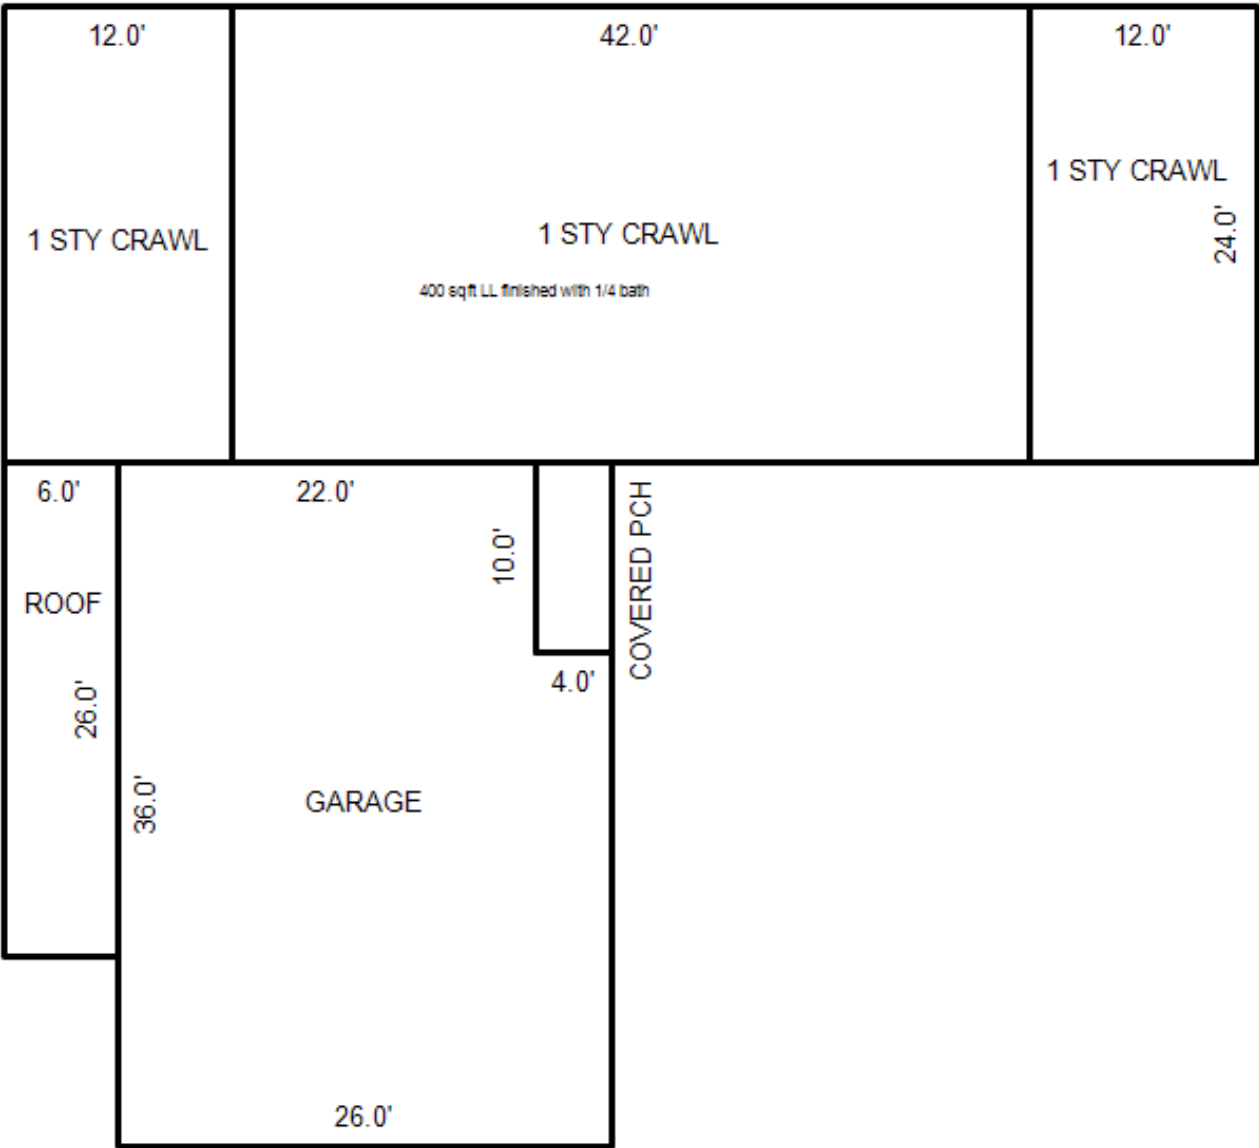 12.0'
42.0'
12.0'
1 STY CRAWL
1 STY CRAWL
1 STY CRAWL
24.0'
400 sqft LL finished with 1/4 bath
6.0'
22.0'
10.0'
COVERED PCH
ROOF
4.0'
26.0'
36.0'
GARAGE
26.0'